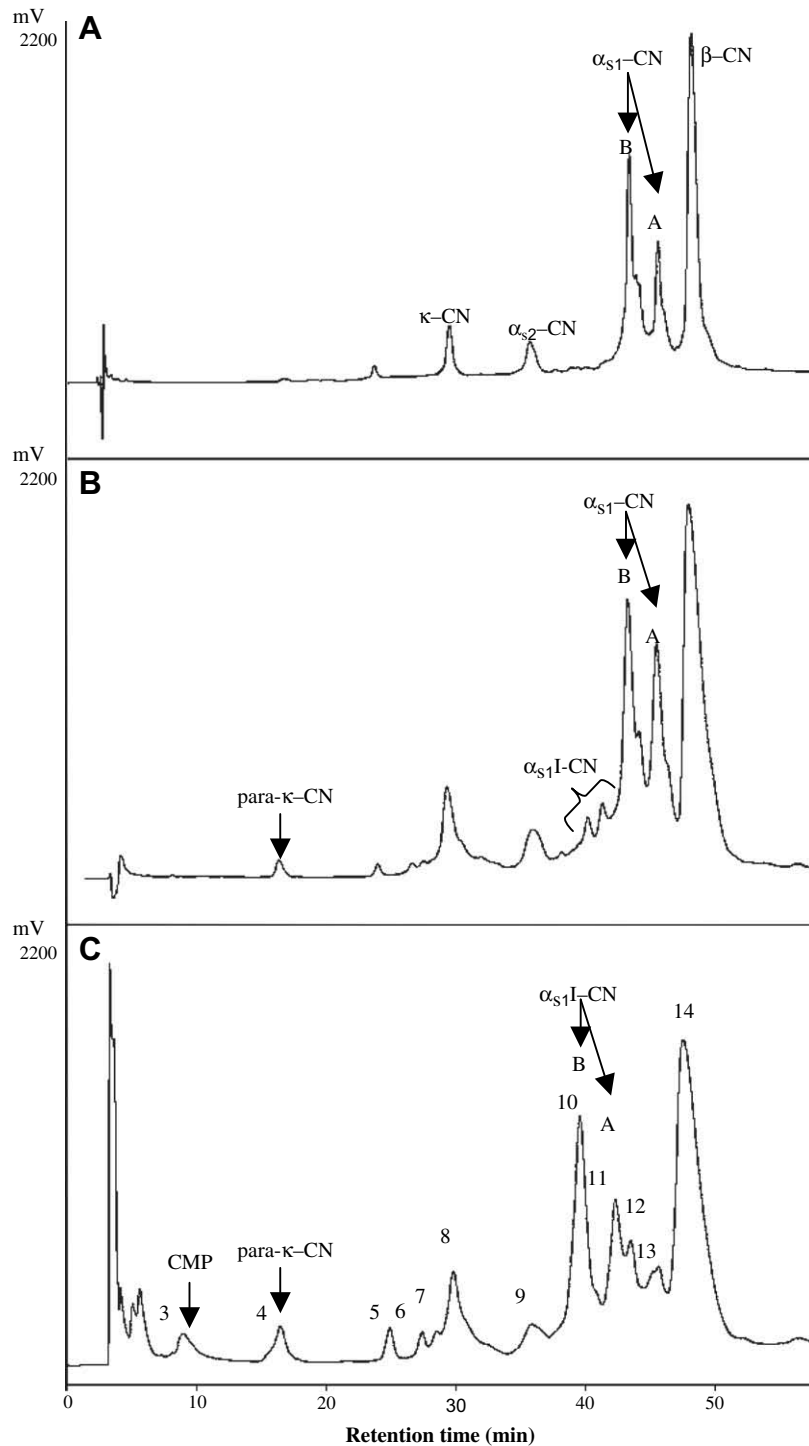 mV
2200
A
αs1–CN
β–CN
B
A
κ–CN
αs2–CN
mV
2200
B
αs1–CN
B
A
αs1I-CN
para-κ–CN
mV
2200
C
αs1I–CN
14
B
10
A
11
12
8
13
CMP
para-κ–CN
3
4
5
6
7
9
0
10
20
30
40
50
Retention time (min)